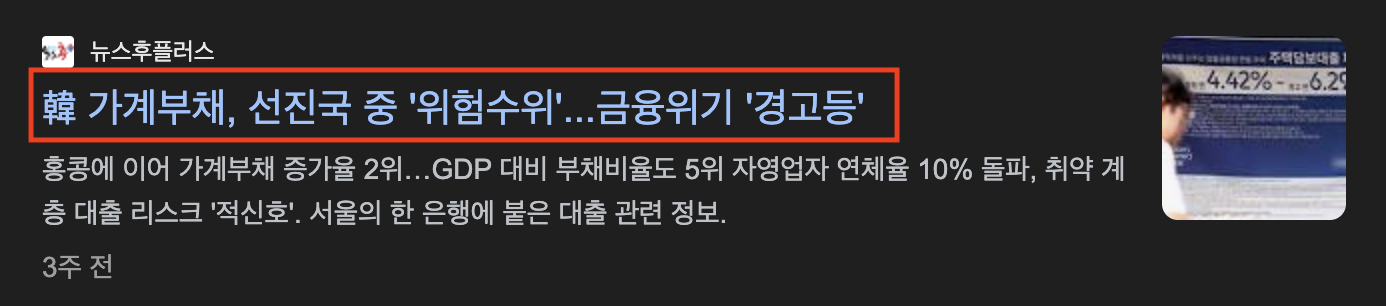 뉴스후플러스
韓 가계부채, 선진국 중 '위험수위'...금융위기 '경고등'
홍콩에 이어 가계부채 증가율 2위…GDP 대비 부채비율도 5위 자영업자 연체율 10% 돌파, 취약 계
층 대출 리스크 '적신호'. 서울의 한 은행에 붙은 대출 관련 정보.
3주 전
주택담보대출
4.42% - 6.29